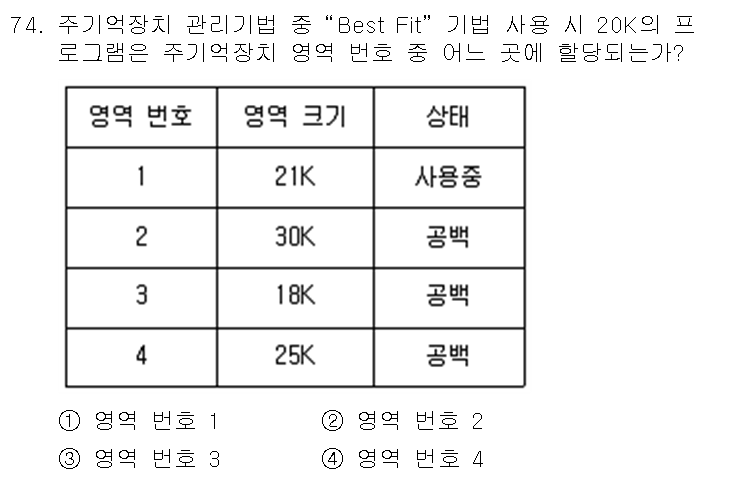 74. 주기억장치 관리기법 중 “Best Fit” 기법 사용 시 20K의 프
로그램은 주기억장치 영역 번호 중 어느 곳에 할당되는가?
영역 번호 영역 크기 상태
1 21K 사용중
2 30K 공백
3 18K 공백
4 25K 공백
① 영역 번호 1 ② 영역 번호 2
③ 영역 번호 3 ④ 영역 번호 4